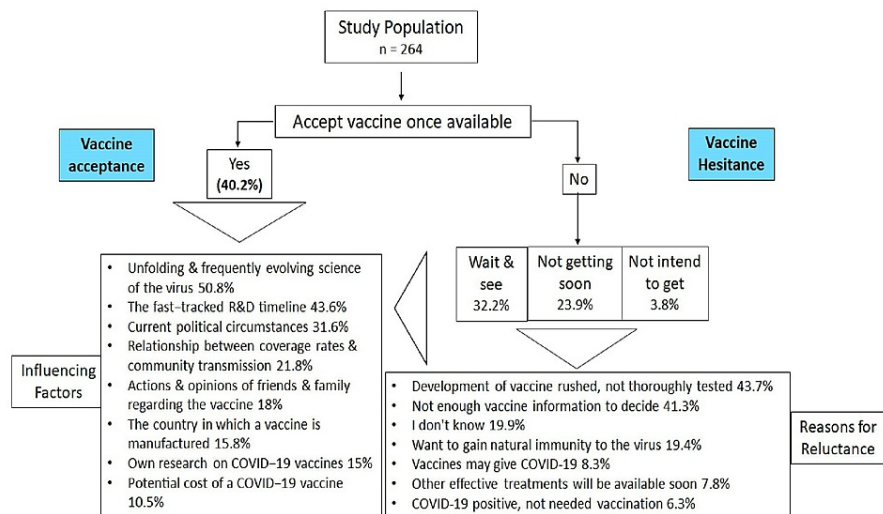 Study Population
n = 264
Accept vaccine once available
Vaccine
acceptance
Yes
(40.2%)
No
Vaccine
Hesitance
Wait &
see
32.2%
Not getting
soon
23.9%
Not intend
to get
3.8%
Influencing
Factors
• Unfolding & frequently evolving science
of the virus 50.8%
• The fast–tracked R&D timeline 43.6%
• Current political circumstances 31.6%
• Relationship between coverage rates &
community transmission 21.8%
• Actions & opinions of friends & family
regarding the vaccine 18%
• The country in which a vaccine is
manufactured 15.8%
• Own research on COVID–19 vaccines 15%
• Potential cost of a COVID–19 vaccine
10.5%
• Development of vaccine rushed, not thoroughly tested 43.7%
• Not enough vaccine information to decide 41.3%
• I don't know 19.9%
• Want to gain natural immunity to the virus 19.4%
• Vaccines may give COVID-19 8.3%
• Other effective treatments will be available soon 7.8%
• COVID-19 positive, not needed vaccination 6.3%
Reasons for
Reluctance